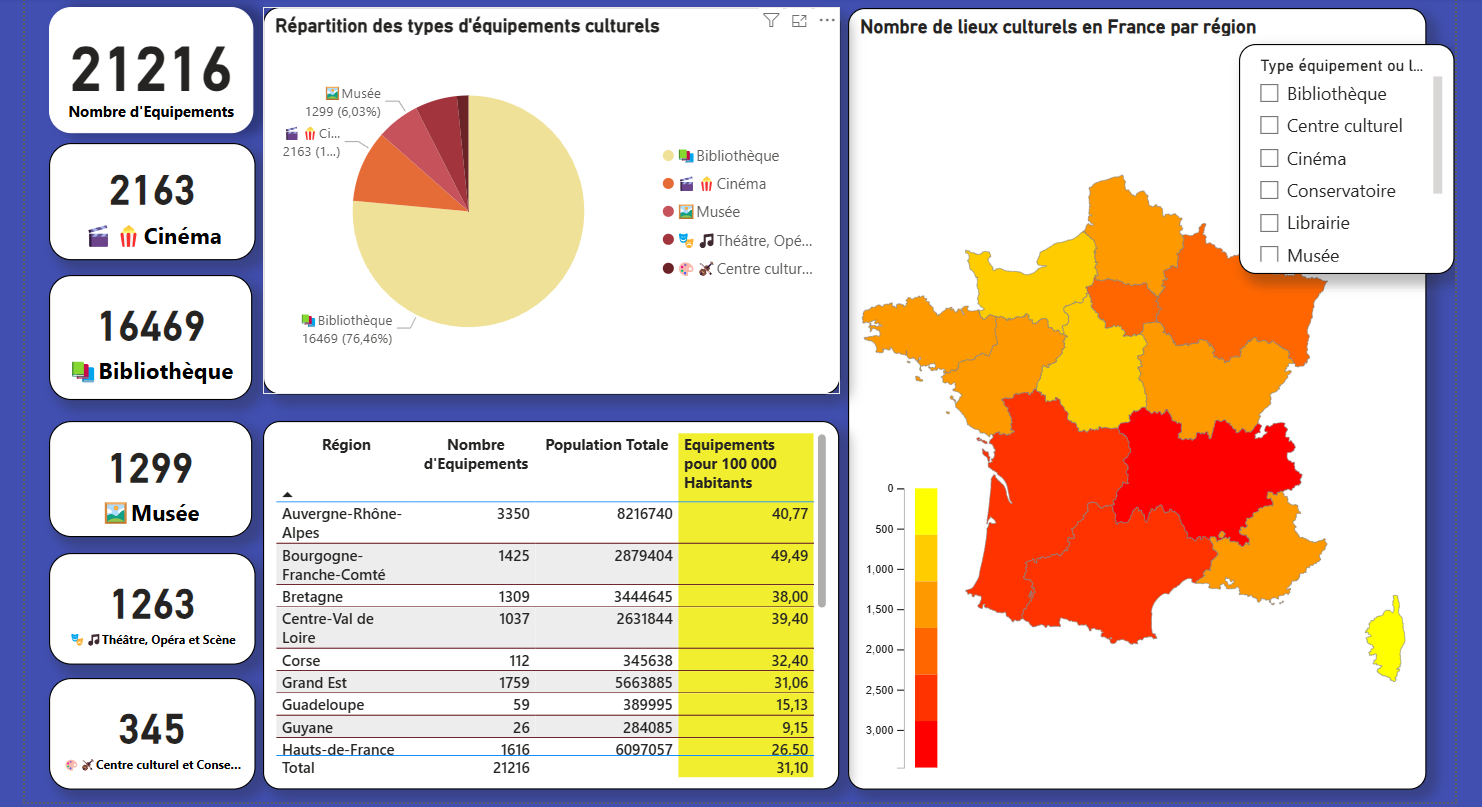 21216
Nombre d'Equipements
2163
Cinéma
16469
Bibliothèque
1299
Musée
1263
Théâtre, Opéra et Scène
345
Centre culturel et Conse...
Répartition des types d'équipements culturels
Musée
1299 (6,03%)
Ci...
2163 (1...)
Bibliothèque
16469 (76,46%)
Bibliothèque
Cinéma
Musée
Théâtre, Opé...
Centre cultur...
Région Nombre d'Equipements Population Totale Equipements pour 100 000 Habitants
Auvergne-Rhône-Alpes 3350 8216740 40,77
Bourgogne-Franche-Comté 1425 2879404 49,49
Bretagne 1309 3444645 38,00
Centre-Val de Loire 1037 2631844 39,40
Corse 112 345638 32,40
Grand Est 1759 5663885 31,06
Guadeloupe 59 389995 15,13
Guyane 26 284085 9,15
Hauts-de-France 1616 6097057 26,50
Total 21216 31,10
Nombre de lieux culturels en France par région
Type équipement ou l...
Bibliothèque
Centre culturel
Cinéma
Conservatoire
Librairie
Musée
0
500
1,000
1,500
2,000
2,500
3,000